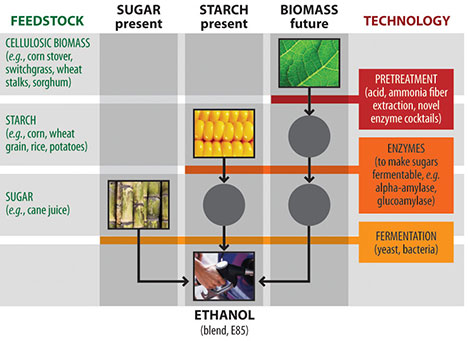 FEEDSTOCK
SUGAR
present
STARCH
present
BIOMASS
future
TECHNOLOGY
CELLULOSIC BIOMASS
(e.g., corn stover,
switchgrass, wheat
stalks, sorghum)
PRETREATMENT
(acid, ammonia fiber
extraction, novel
enzyme cocktails)
STARCH
(e.g., corn, wheat
grain, rice, potatoes)
ENZYMES
(to make sugars
fermentable, e.g.
alpha-amylase,
glucoamylase)
SUGAR
(e.g., cane juice)
FERMENTATION
(yeast, bacteria)
ETHANOL
(blend, E85)